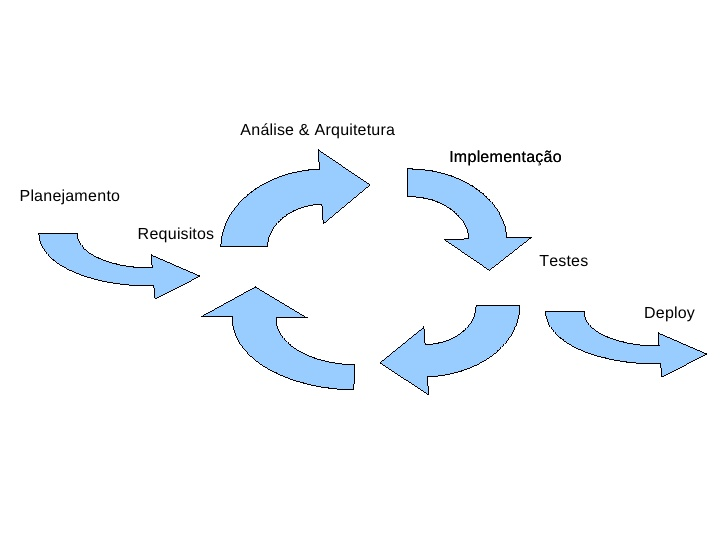 Análise & Arquitetura
Implementação
Planejamento
Requisitos
Testes
Deploy